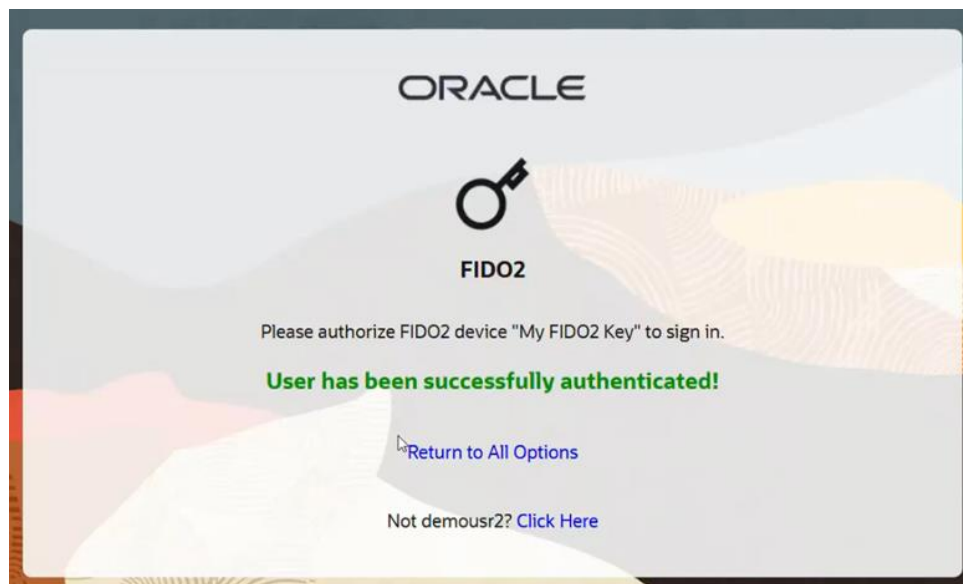 ORACLE
FIDO2
Please authorize FIDO2 device "My FIDO2 Key" to sign in.
User has been successfully authenticated!
Return to All Options
Not demousr2? Click Here